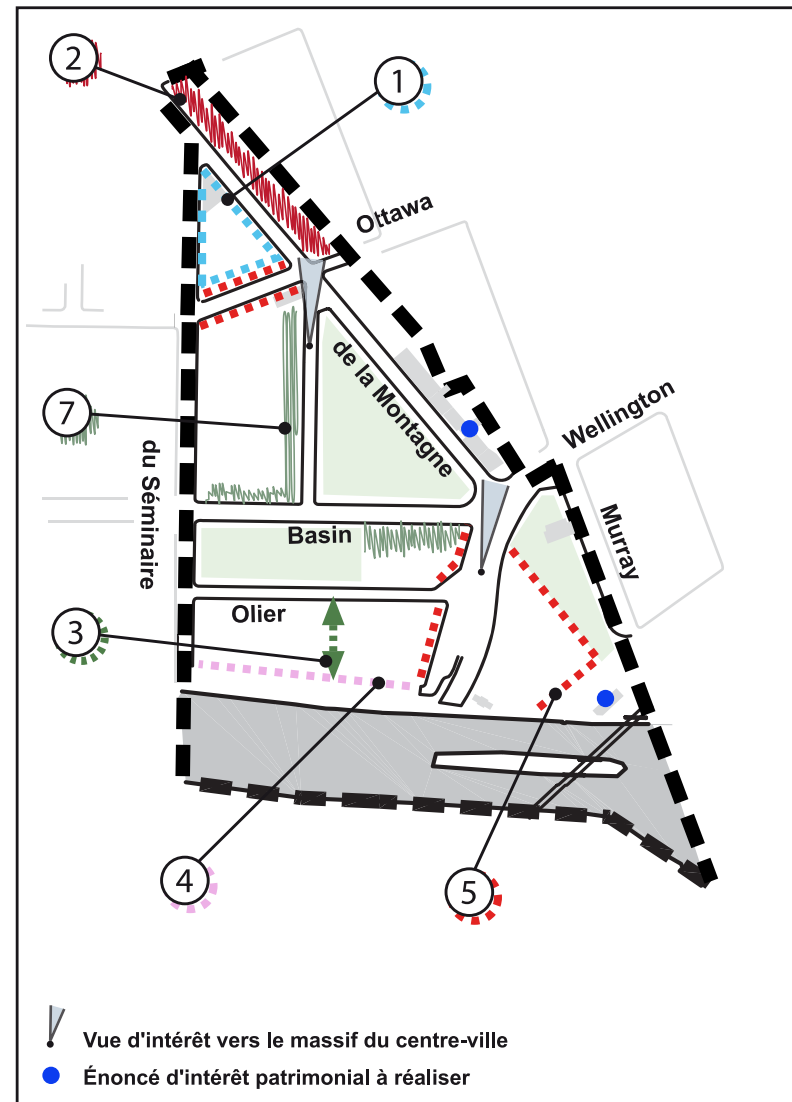 2
1
Ottawa
de la Montagne
7
Wellington
du Séminaire
Murray
Basin
Olier
3
4
5
Vue d'intérêt vers le massif du centre-ville
Énoncé d'intérêt patrimonial à réaliser